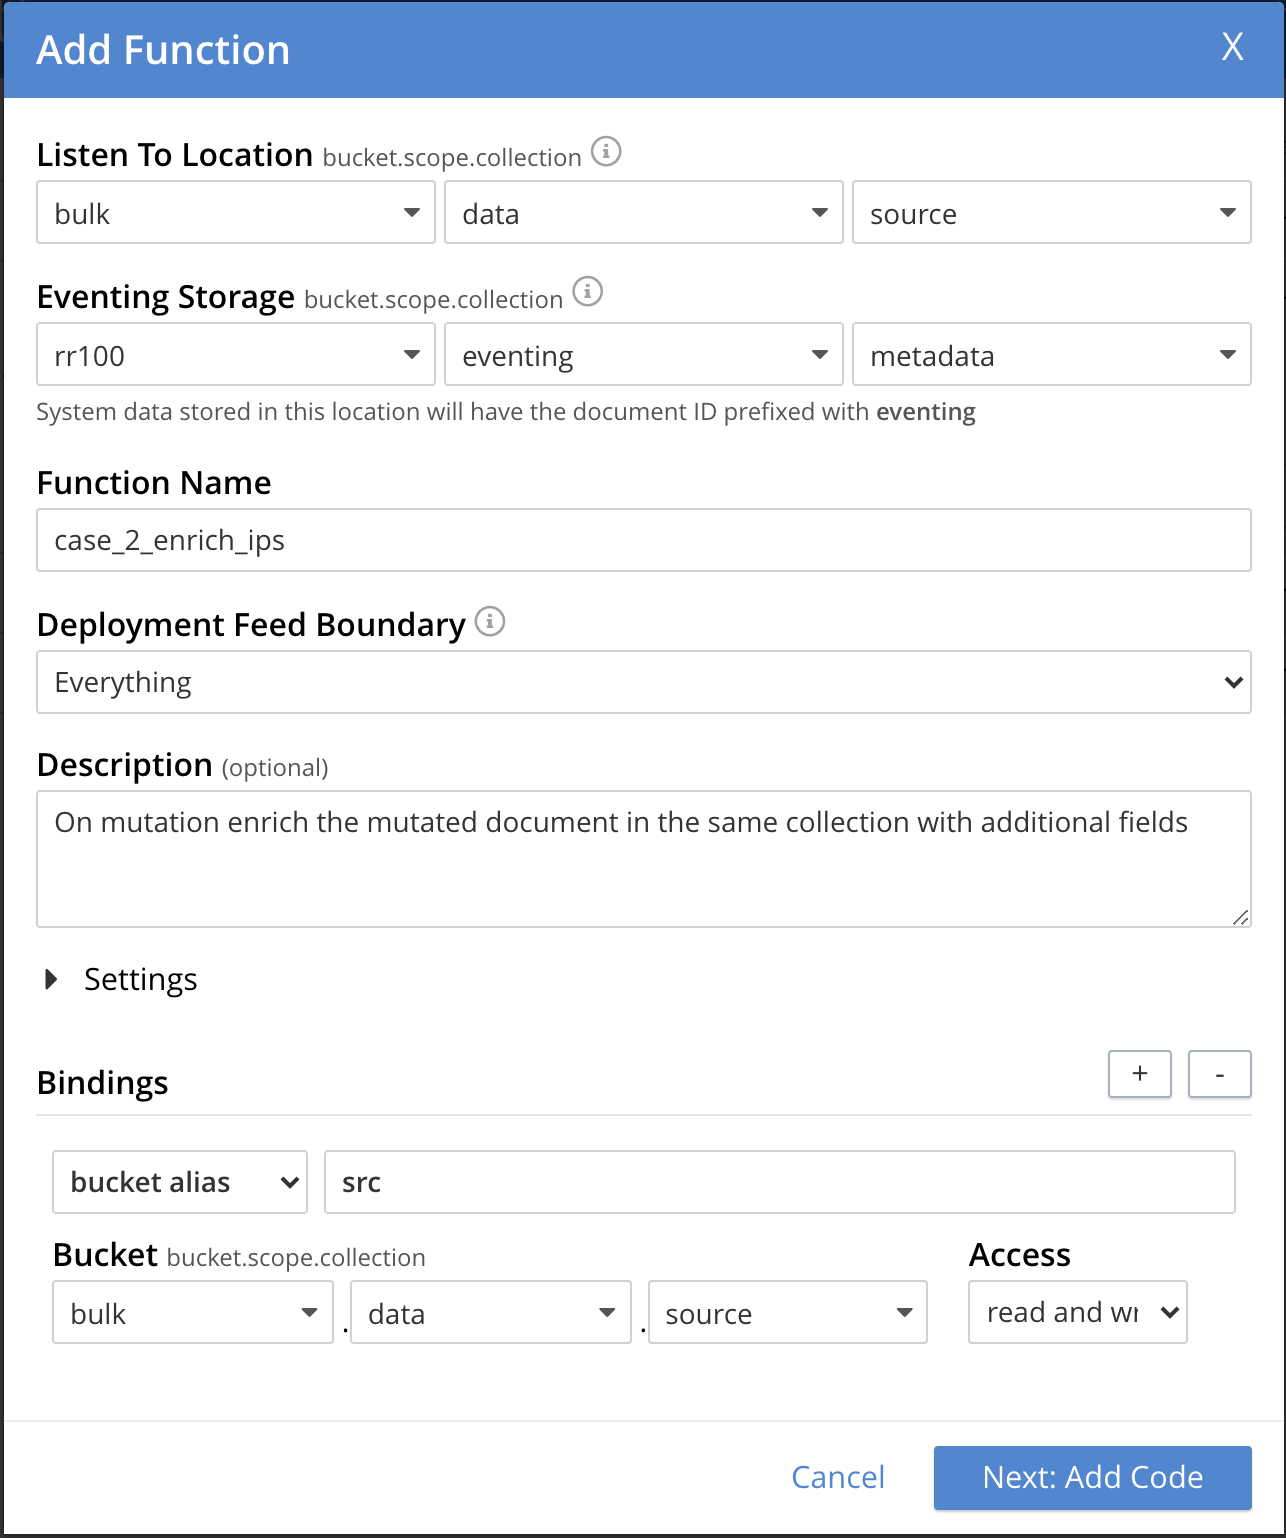 Add Function X
Listen To Location bucket.scope.collection
bulk data source
Eventing Storage bucket.scope.collection
rr100 eventing metadata
System data stored in this location will have the document ID prefixed with eventing
Function Name
case_2_enrich_ips
Deployment Feed Boundary
Everything
Description (optional)
On mutation enrich the mutated document in the same collection with additional fields
Settings
Bindings + -
bucket alias src
Bucket bucket.scope.collection Access
bulk . data . source read and wr
Cancel Next: Add Code